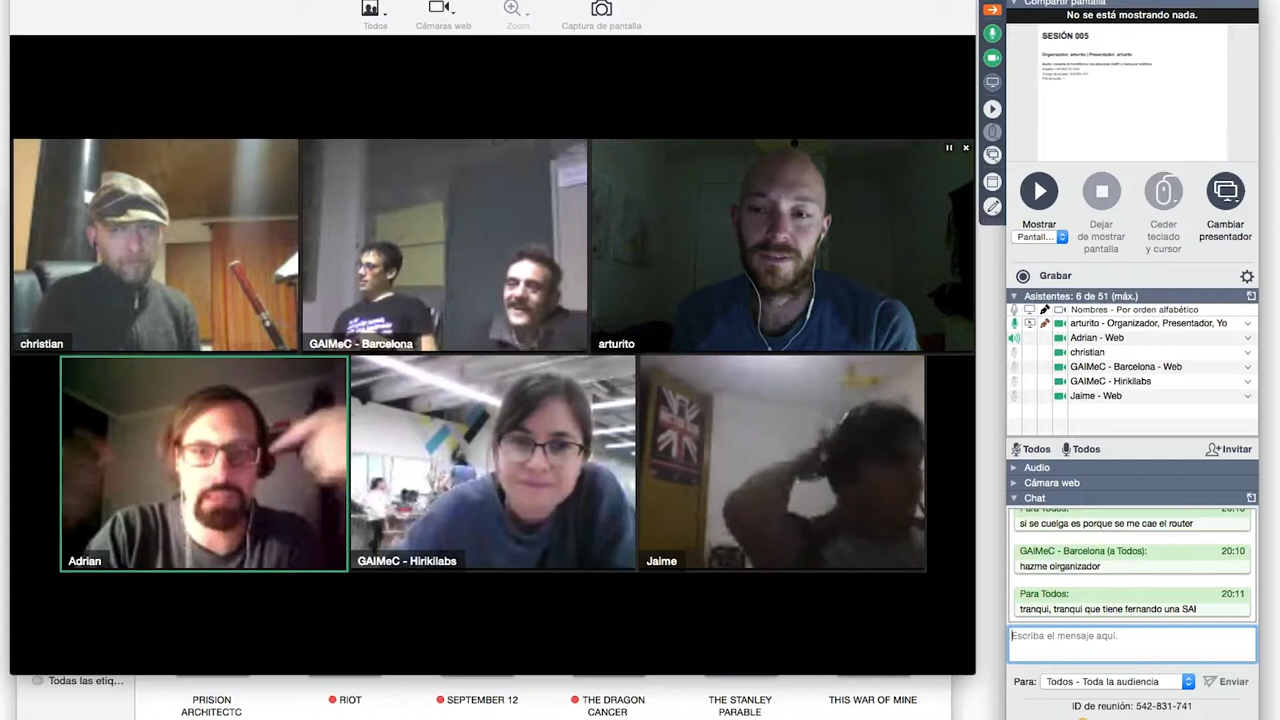 Todos
Cámaras web
Zoom
Captura de pantalla
christian
GAIMeC - Barcelona
arturito
Adrian
GAIMeC - Hirikilabs
Jaime
Todas las etiq...
PRISION
ARCHITECTC
RIOT
SEPTEMBER 12
THE DRAGON
CANCER
THE STANLEY
PARABLE
THIS WAR OF MINE
Compartir pantalla
No se está mostrando nada.
SESIÓN 005
Organizador: arturito | Presentador: arturito
Mostrar
Pantall...
Dejar
de mostrar
pantalla
Ceder
teclado
y cursor
Cambiar
presentador
Grabar
Asistentes: 6 de 51 (máx.)
Nombres - Por orden alfabético
arturito - Organizador, Presentador, Yo
Adrian - Web
christian
GAIMeC - Barcelona - Web
GAIMeC - Hirikilabs
Jaime - Web
Todos
Todos
Invitar
Audio
Cámara web
Chat
Para Todos:
si se cuelga es porque se me cae el router
GAIMeC - Barcelona (a Todos): 20:10
hazme oirganizador
Para Todos: 20:11
tranqui, tranqui que tiene fernando una SAI
Escriba el mensaje aquí.
Para: Todos - Toda la audiencia Enviar
ID de reunión: 542-831-741